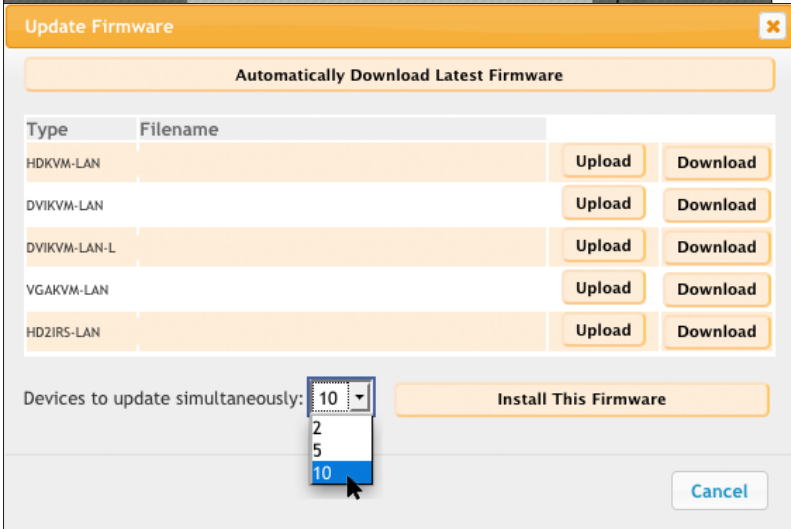 Update Firmware
Automatically Download Latest Firmware
Type Filename
HDKVM-LAN Upload Download
DVIKVM-LAN Upload Download
DVIKVM-LAN-L Upload Download
VGAKVM-LAN Upload Download
HD2IRS-LAN Upload Download
Devices to update simultaneously: 10 Install This Firmware
2
5
10
Cancel